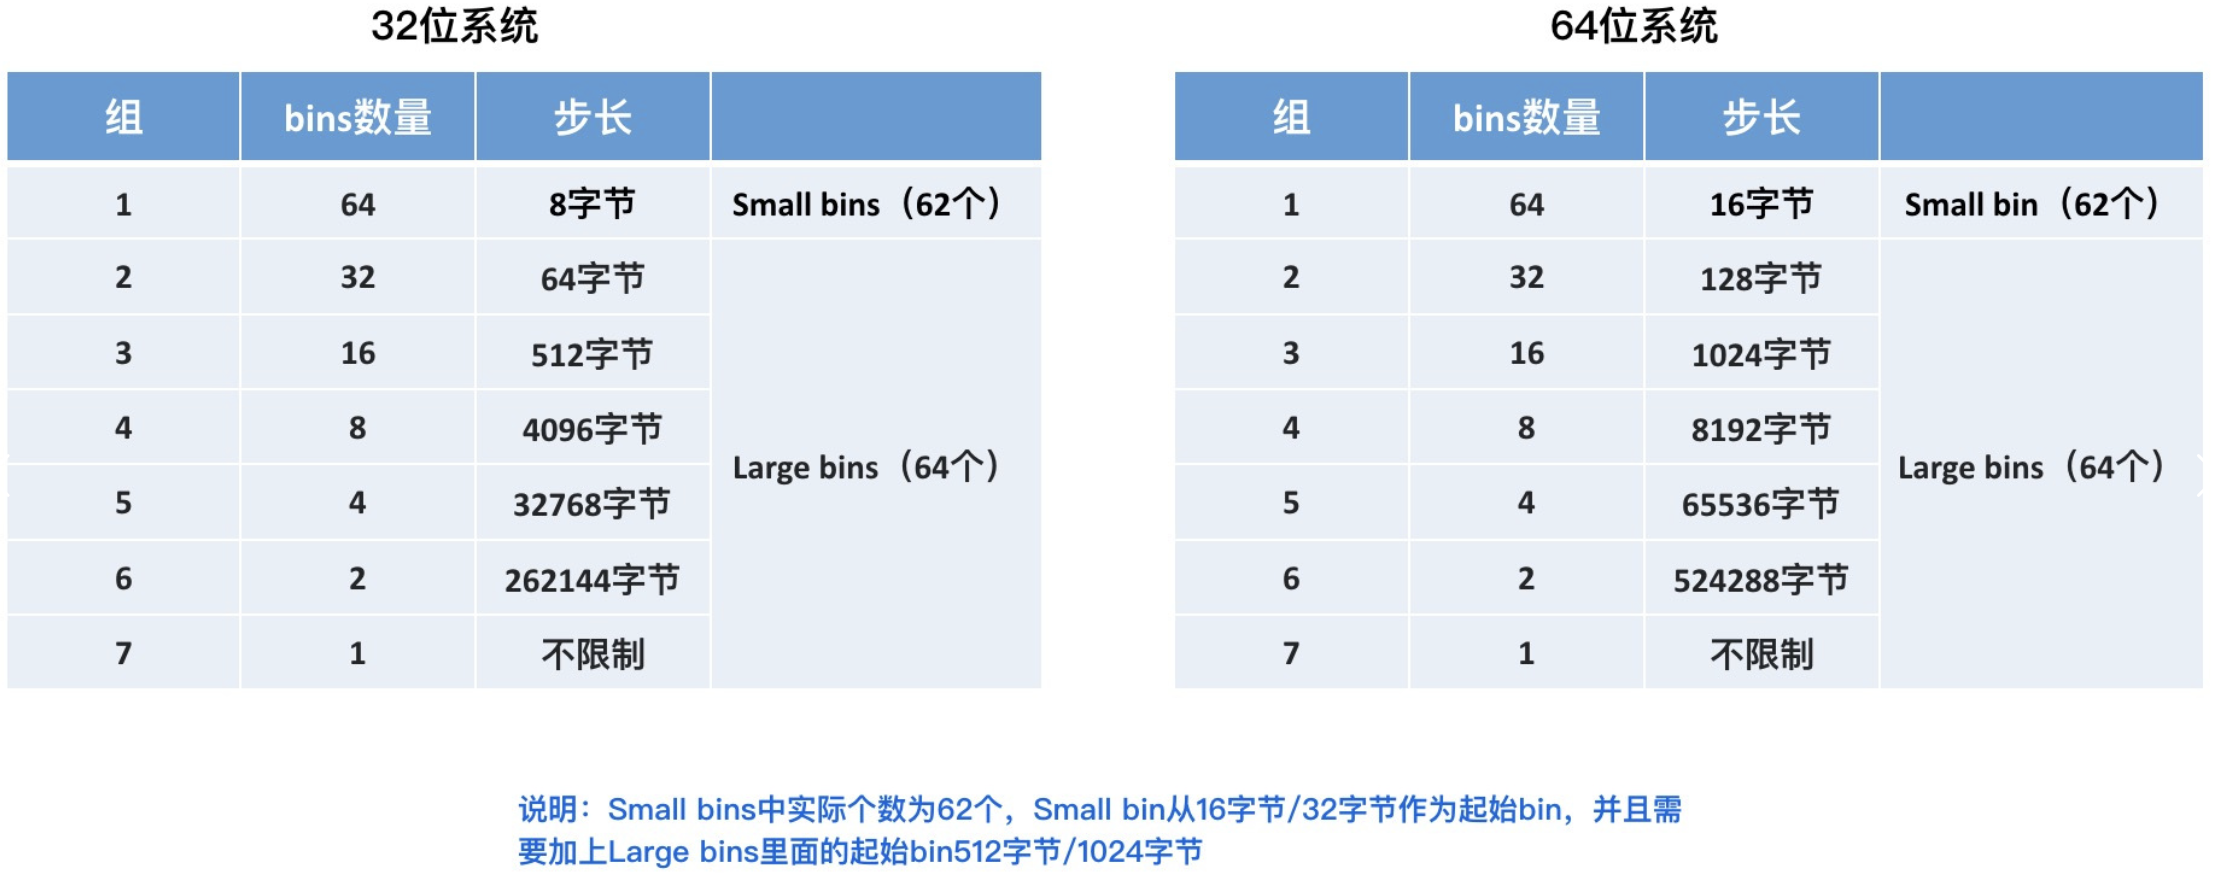 32位系统
组 bins数量 步长
1 64 8字节 Small bins（62个）
2 32 64字节
3 16 512字节
4 8 4096字节
Large bins（64个）
5 4 32768字节
6 2 262144字节
7 1 不限制
64位系统
组 bins数量 步长
1 64 16字节 Small bin（62个）
2 32 128字节
3 16 1024字节
4 8 8192字节
Large bins（64个）
5 4 65536字节
6 2 524288字节
7 1 不限制
说明：Small bins中实际个数为62个，Small bin从16字节/32字节作为起始bin，并且需
要加上Large bins里面的起始bin512字节/1024字节